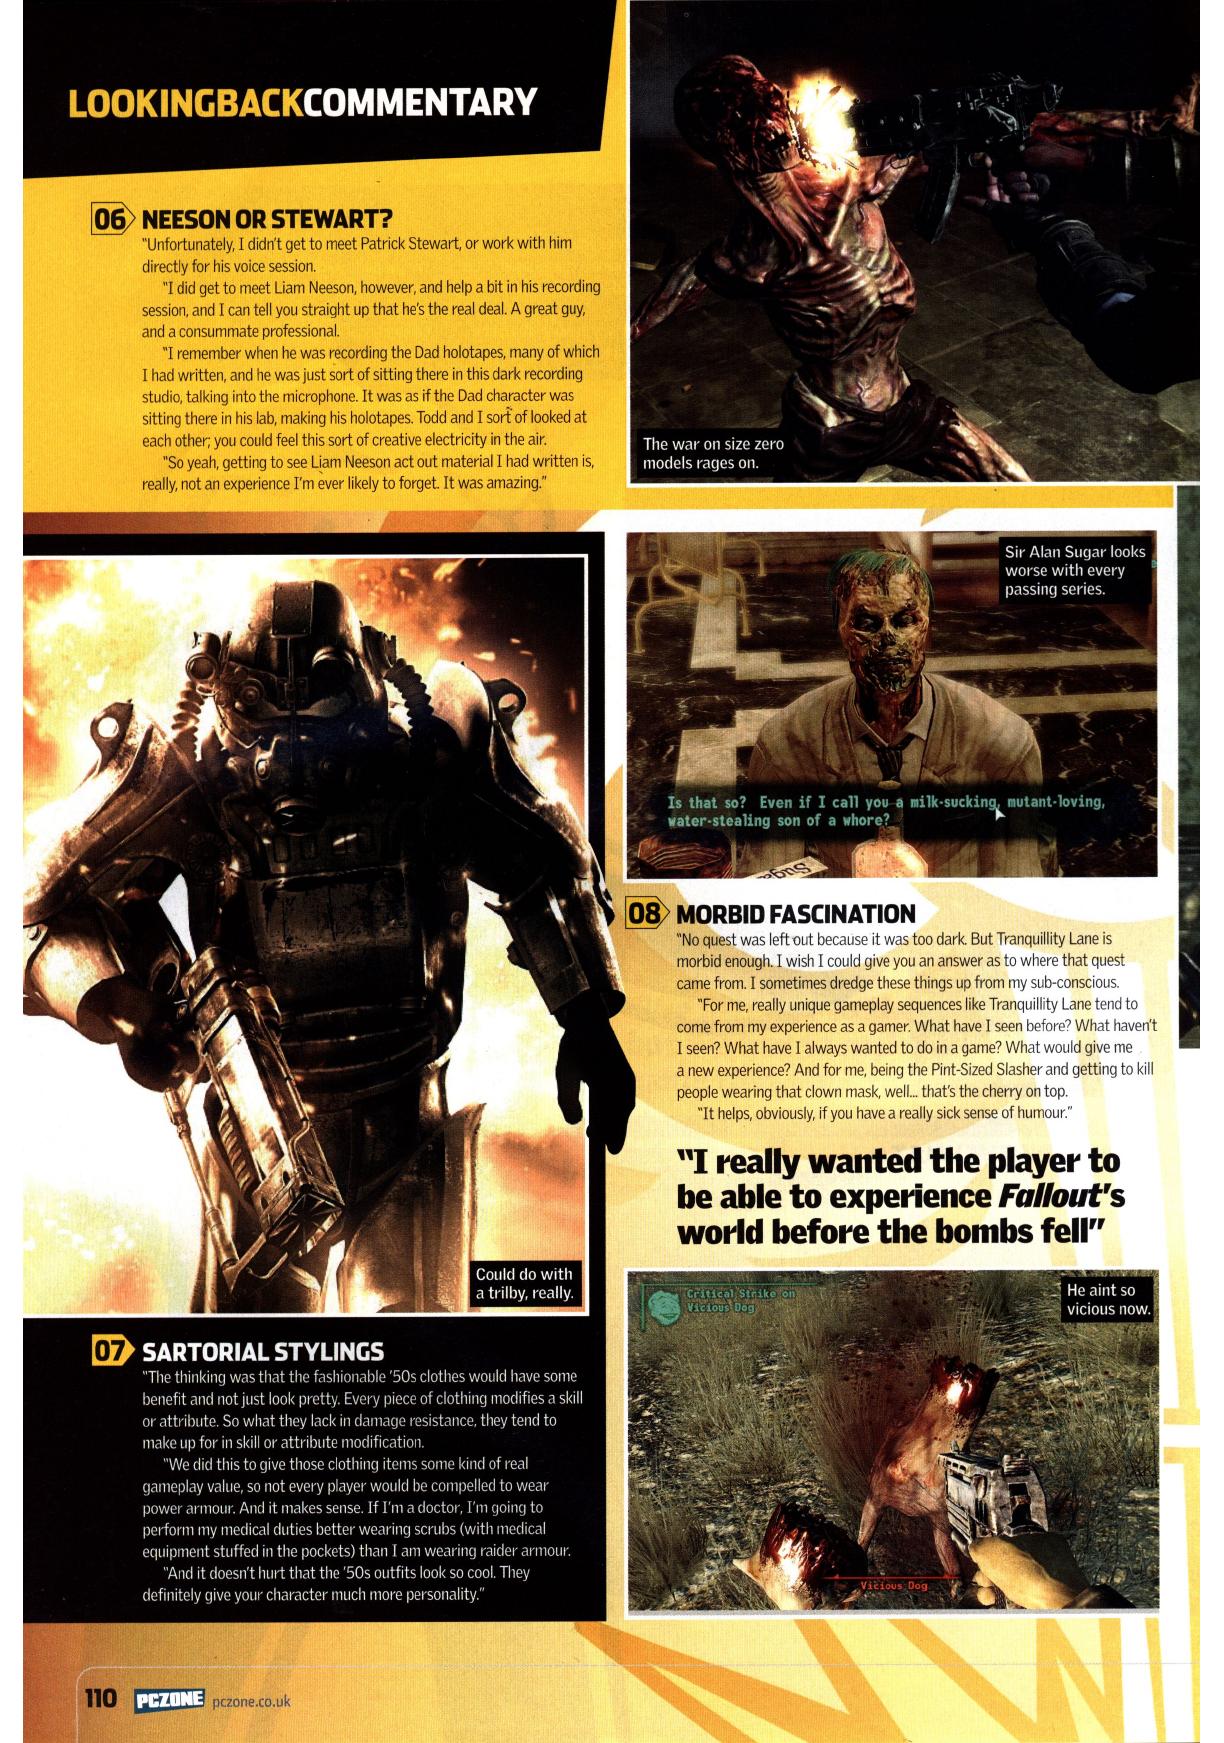 LOOKINGBACKCOMMENTARY
06 NEESON OR STEWART?
"Unfortunately, I didn't get to meet Patrick Stewart, or work with him
directly for his voice session.
"I did get to meet Liam Neeson, however, and help a bit in his recording
session, and I can tell you straight up that he's the real deal. A great guy,
and a consummate professional.
"I remember when he was recording the Dad holotapes, many of which
I had written, and he was just sort of sitting there in this dark recording
studio, talking into the microphone. It was as if the Dad character was
sitting there in his lab, making his holotapes. Todd and I sort of looked at
each other; you could feel this sort of creative electricity in the air.
"So yeah, getting to see Liam Neeson act out material I had written is,
really, not an experience I'm ever likely to forget. It was amazing."
The war on size zero
models rages on.
Could do with
a trilby, really.
07 SARTORIAL STYLINGS
"The thinking was that the fashionable '50s clothes would have some
benefit and not just look pretty. Every piece of clothing modifies a skill
or attribute. So what they lack in damage resistance, they tend to
make up for in skill or attribute modification.
"We did this to give those clothing items some kind of real
gameplay value, so not every player would be compelled to wear
power armour. And it makes sense. If I'm a doctor, I'm going to
perform my medical duties better wearing scrubs (with medical
equipment stuffed in the pockets) than I am wearing raider armour.
"And it doesn't hurt that the '50s outfits look so cool. They
definitely give your character much more personality."
Sir Alan Sugar looks
worse with every
passing series.
Is that so? Even if I call you a milk-sucking, mutant-loving,
water-stealing son of a whore?
Sugar
08 MORBID FASCINATION
"No quest was left out because it was too dark. But Tranquillity Lane is
morbid enough. I wish I could give you an answer as to where that quest
came from. I sometimes dredge these things up from my sub-conscious.
"For me, really unique gameplay sequences like Tranquillity Lane tend to
come from my experience as a gamer. What have I seen before? What haven't
I seen? What have I always wanted to do in a game? What would give me
a new experience? And for me, being the Pint-Sized Slasher and getting to kill
people wearing that clown mask, well... that's the cherry on top.
"It helps, obviously, if you have a really sick sense of humour."
"I really wanted the player to
be able to experience Fallout's
world before the bombs fell"
Critical Strike on
Vicious Dog
He aint so
vicious now.
Vicious Dog
110 PCZONE pczone.co.uk